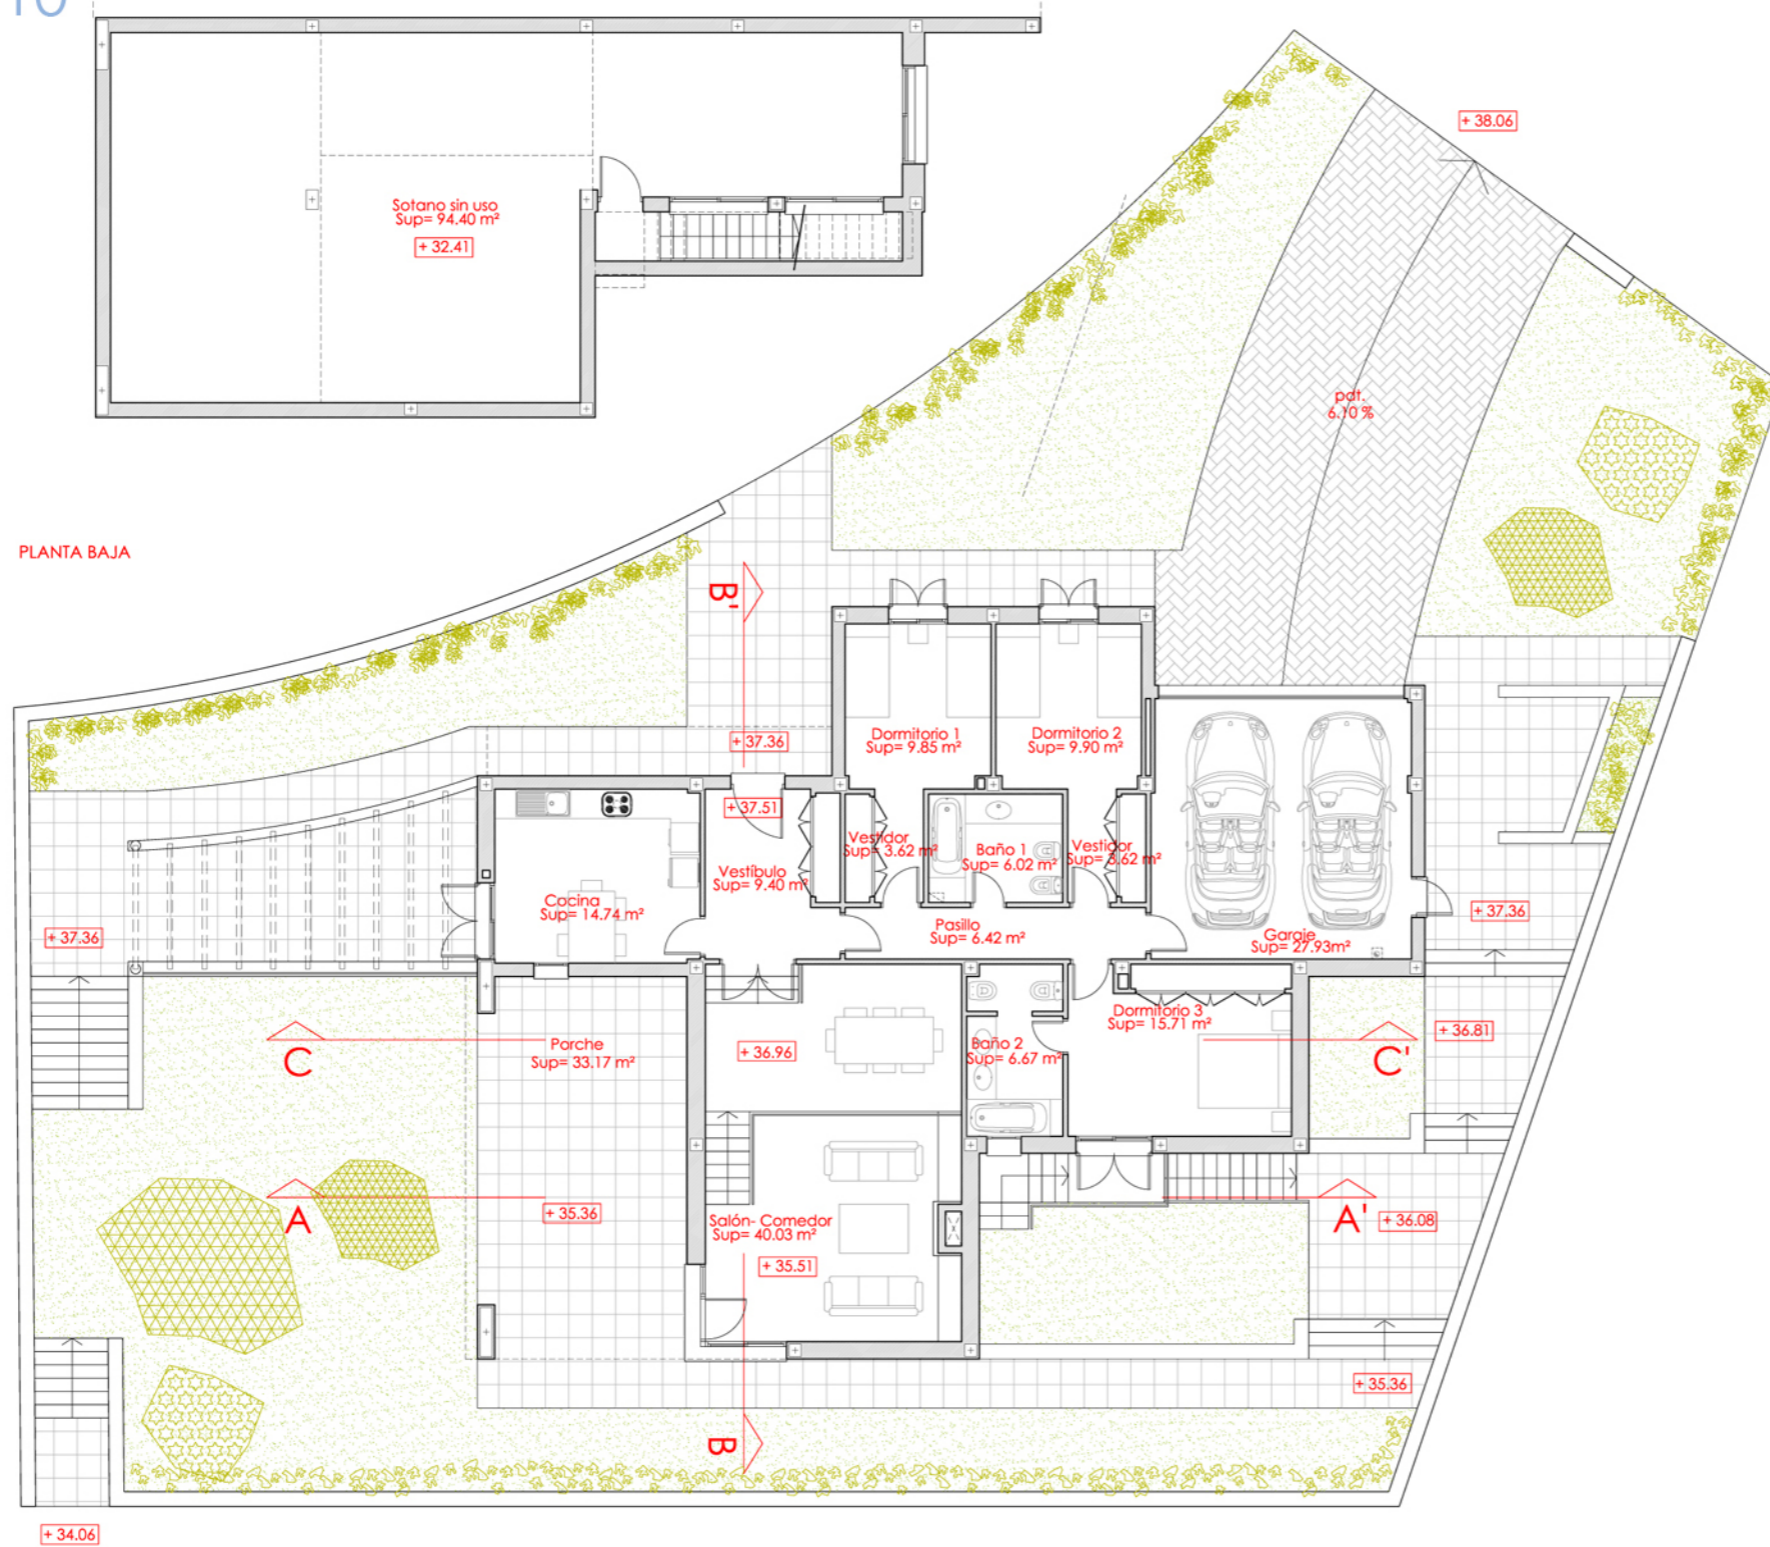 10
Sotano sin uso
Sup= 94.40 m²
+ 32.41
+ 38.06
pdt.
6.10 %
PLANTA BAJA
B'
Dormitorio 1
Sup= 9.85 m²
Dormitorio 2
Sup= 9.90 m²
+ 37.36
+ 37.51
Vestidor
Sup= 3.62 m²
Baño 1
Sup= 6.02 m²
Vestidor
Sup= 3.62 m²
Vestíbulo
Sup= 9.40 m²
Cocina
Sup= 14.74 m²
Pasillo
Sup= 6.42 m²
Garaje
Sup= 27.93m²
+ 37.36
+ 37.36
Dormitorio 3
Sup= 15.71 m²
+ 36.81
C
Porche
Sup= 33.17 m²
+ 36.96
Baño 2
Sup= 6.67 m²
C'
A
+ 35.36
Salón- Comedor
Sup= 40.03 m²
+ 35.51
A'
+ 36.08
+ 35.36
B
+ 34.06